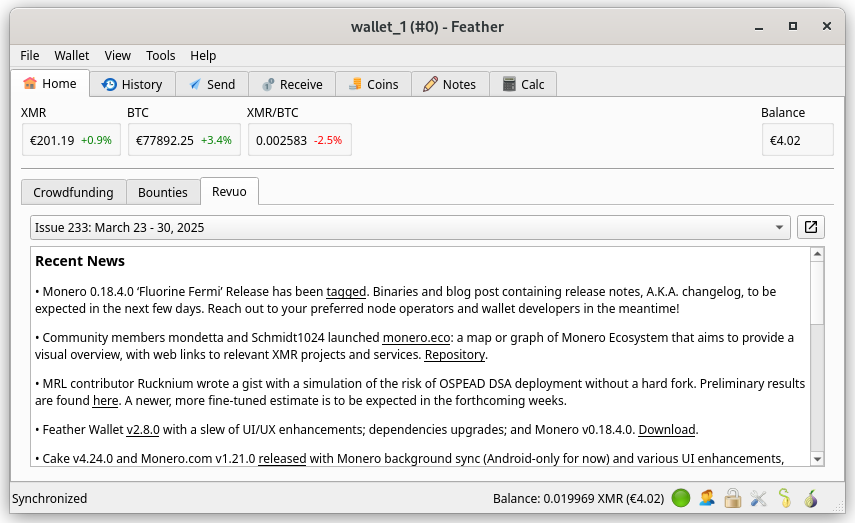 wallet_1 (#0) - Feather
File Wallet View Tools Help
Home History Send Receive Coins Notes Calc
XMR BTC XMR/BTC Balance
€201.19 +0.9% €77892.25 +3.4% 0.002583 -2.5% €4.02
Crowdfunding Bounties Revuo
Issue 233: March 23 - 30, 2025
Recent News
• Monero 0.18.4.0 ‘Fluorine Fermi’ Release has been tagged. Binaries and blog post containing release notes, A.K.A. changelog, to be
expected in the next few days. Reach out to your preferred node operators and wallet developers in the meantime!
• Community members mondetta and Schmidt1024 launched monero.eco: a map or graph of Monero Ecosystem that aims to provide a
visual overview, with web links to relevant XMR projects and services. Repository.
• MRL contributor Rucknium wrote a gist with a simulation of the risk of OSPEAD DSA deployment without a hard fork. Preliminary results
are found here. A newer, more fine-tuned estimate is to be expected in the forthcoming weeks.
• Feather Wallet v2.8.0 with a slew of UI/UX enhancements; dependencies upgrades; and Monero v0.18.4.0. Download.
• Cake v4.24.0 and Monero.com v1.21.0 released with Monero background sync (Android-only for now) and various UI enhancements,
Synchronized Balance: 0.019969 XMR (€4.02)